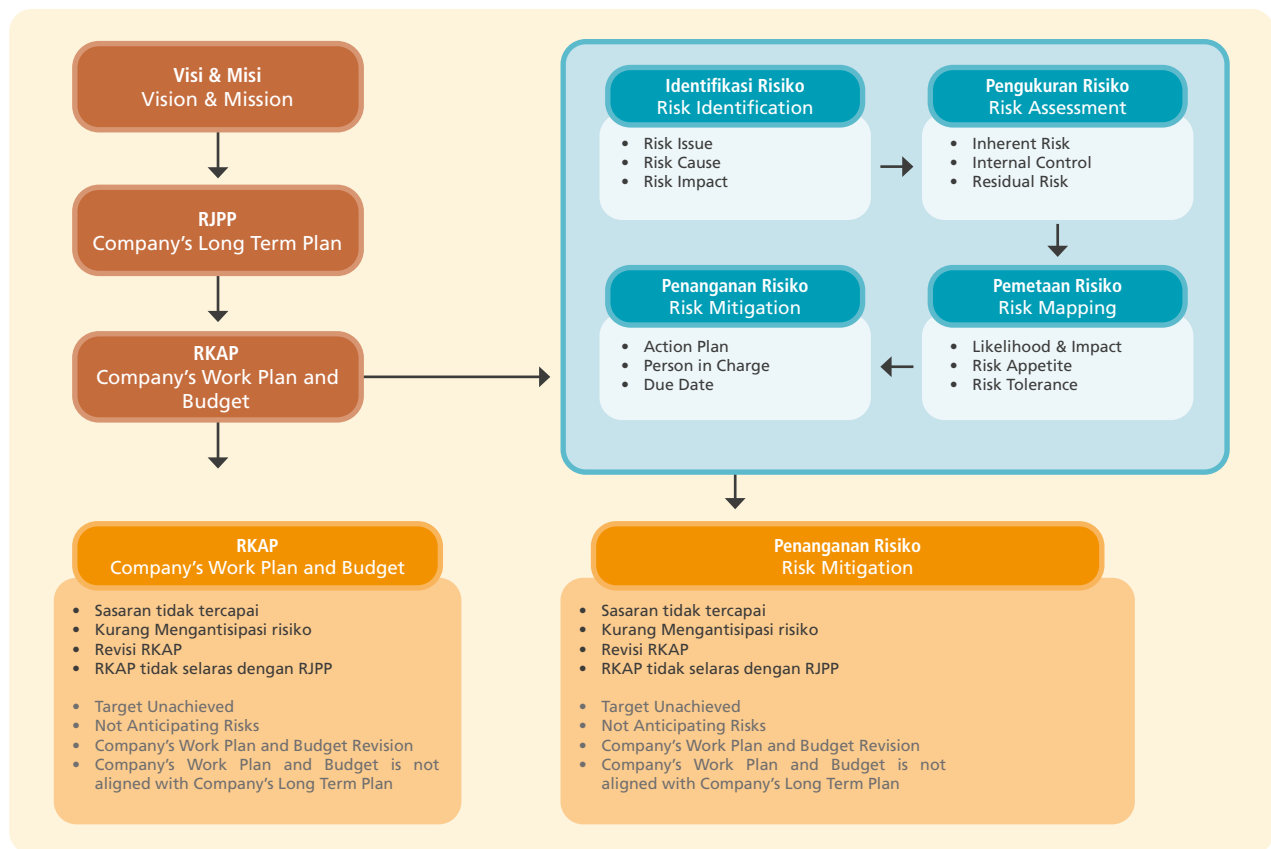 Visi & Misi
Vision & Mission
RJPP
Company's Long Term Plan
RKAP
Company's Work Plan and
Budget
Identifikasi Risiko
Risk Identification
• Risk Issue
• Risk Cause
• Risk Impact
Pengukuran Risiko
Risk Assessment
• Inherent Risk
• Internal Control
• Residual Risk
Penanganan Risiko
Risk Mitigation
• Action Plan
• Person in Charge
• Due Date
Pemetaan Risiko
Risk Mapping
• Likelihood & Impact
• Risk Appetite
• Risk Tolerance
RKAP
Company's Work Plan and Budget
• Sasaran tidak tercapai
• Kurang Mengantisipasi risiko
• Revisi RKAP
• RKAP tidak selaras dengan RJPP
• Target Unachieved
• Not Anticipating Risks
• Company's Work Plan and Budget Revision
• Company's Work Plan and Budget is not
aligned with Company's Long Term Plan
Penanganan Risiko
Risk Mitigation
• Sasaran tidak tercapai
• Kurang Mengantisipasi risiko
• Revisi RKAP
• RKAP tidak selaras dengan RJPP
• Target Unachieved
• Not Anticipating Risks
• Company's Work Plan and Budget Revision
• Company's Work Plan and Budget is not
aligned with Company's Long Term Plan